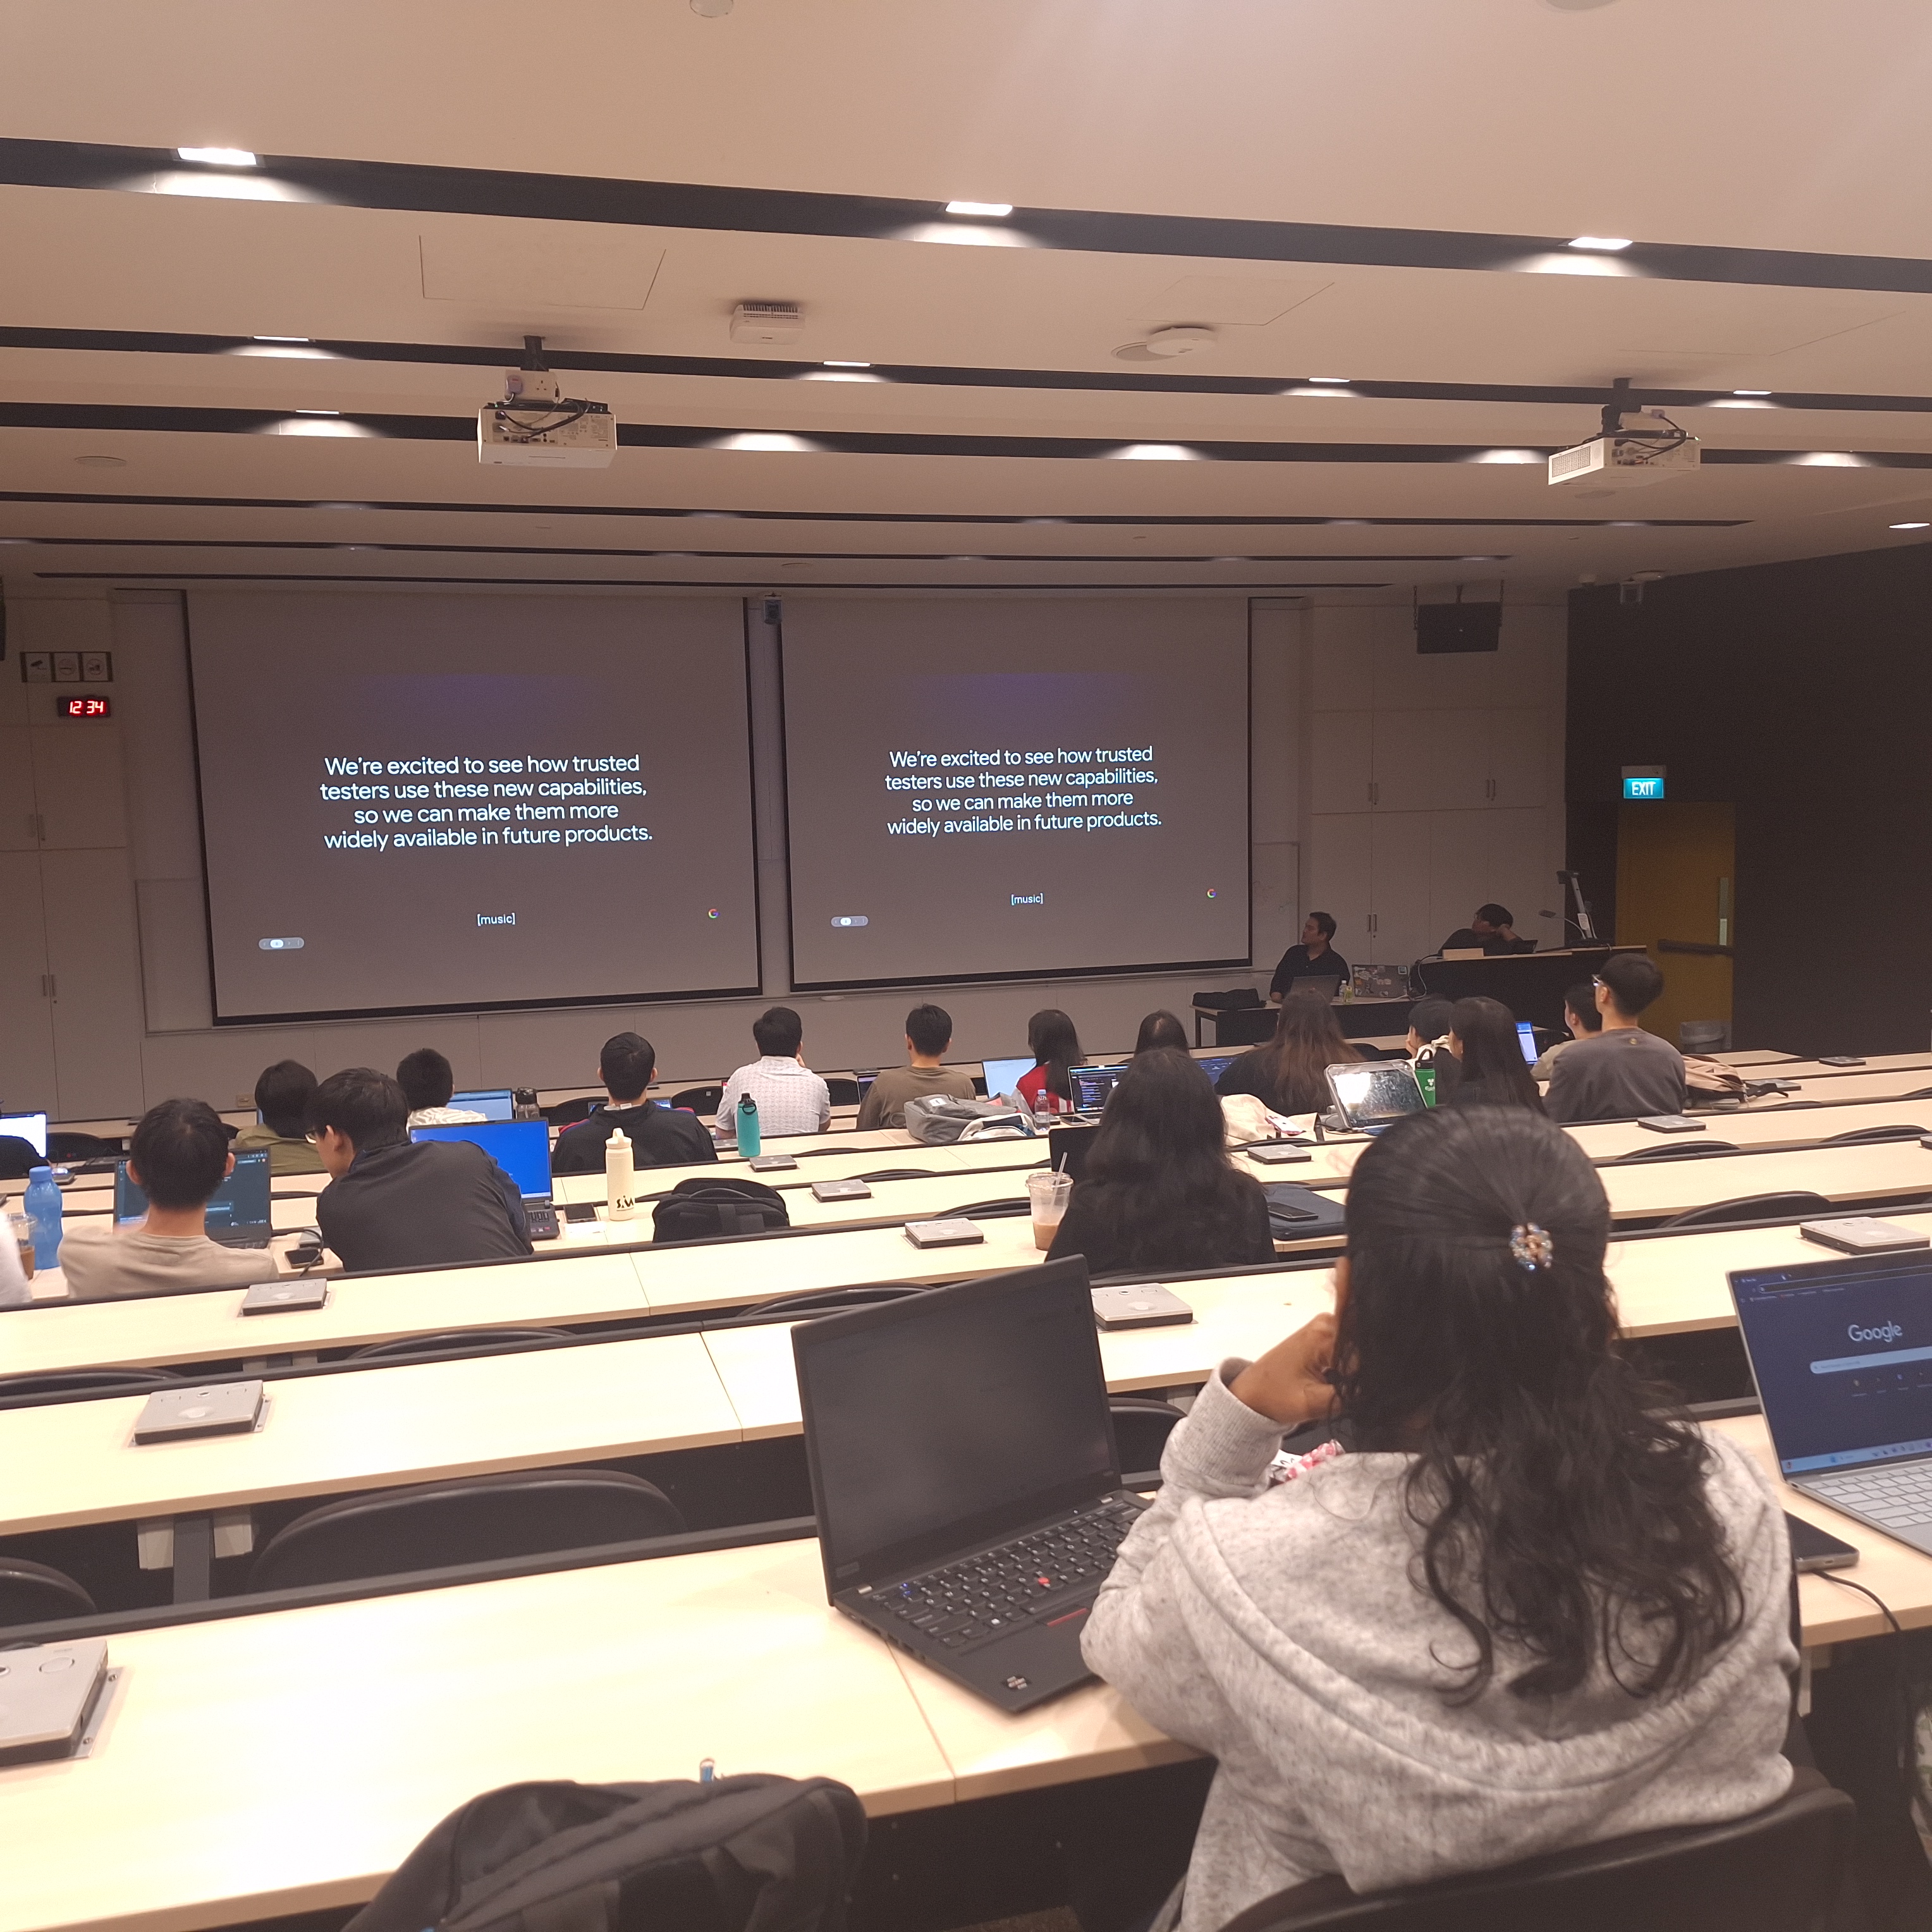 12 34
We're excited to see how trusted
testers use these new capabilities,
so we can make them more
widely available in future products.
[music]
We're excited to see how trusted
testers use these new capabilities,
so we can make them more
widely available in future products.
[music]
EXIT
Google